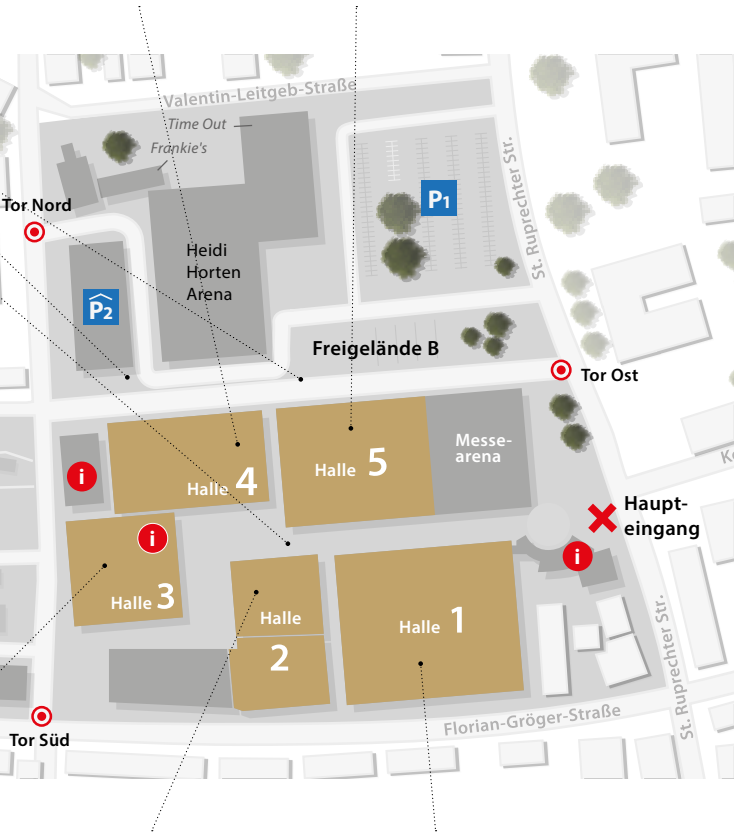 Valentin-Leitgeb-Straße
Time Out
Frankie's
St. Ruprechter Str.
P1
Tor Nord
Heidi
Horten
Arena
P2
Freigelände B
Tor Ost
Messe-
arena
Halle 5
Halle 4
i
Haupt-
eingang
i
i
Halle 3
Halle
2
Halle 1
St. Ruprechter Str.
Florian-Gröger-Straße
Tor Süd